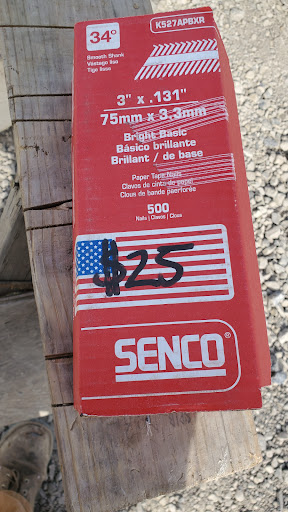 34°
K527APBXR
Smooth Shank
Vástago liso
Tige lisse
3" x .131"
75mm x 3.3mm
Bright Basic
Básico brillante
Brillant / de base
Paper Tape Nails
Clavos de cinta de papel
Clous de bande paerforée
500
Nails | Clavos | Clous
$25
SENCO®